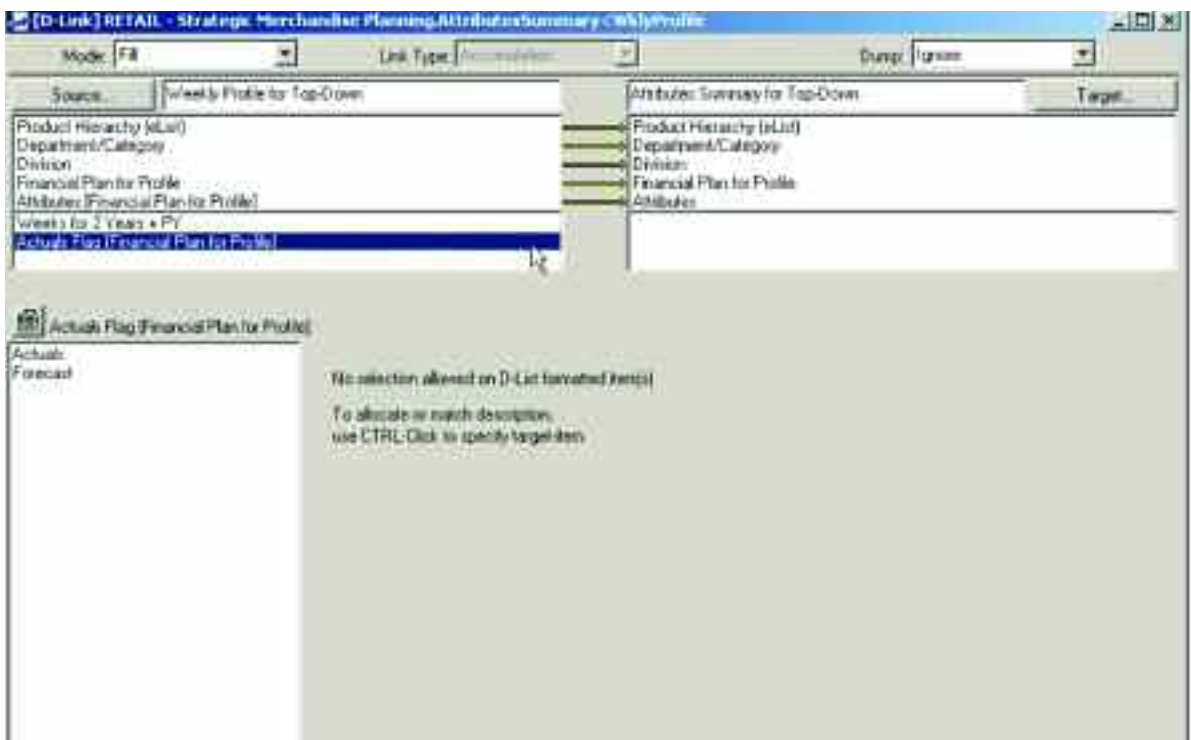 [D-Link] RETAIL - Strategic Merchandise Planning.AttributesSummary <WklyProfile
Mode: Fill
Link Type: Accumulation
Dump: Ignore
Source...
Weekly Profile for Top-Down
Attributes Summary for Top-Down
Target...
Product Hierarchy (eList)
Department/Category
Division
Financial Plan for Profile
Attributes [Financial Plan for Profile]
Weeks for 2 Years + PY
Actuals Flag [Financial Plan for Profile]
Product Hierarchy (eList)
Department/Category
Division
Financial Plan for Profile
Attributes
Actuals Flag [Financial Plan for Profile]
Actuals
Forecast
No selection allowed on D-List formatted item(s)
To allocate or match description,
use CTRL-Click to specify target item